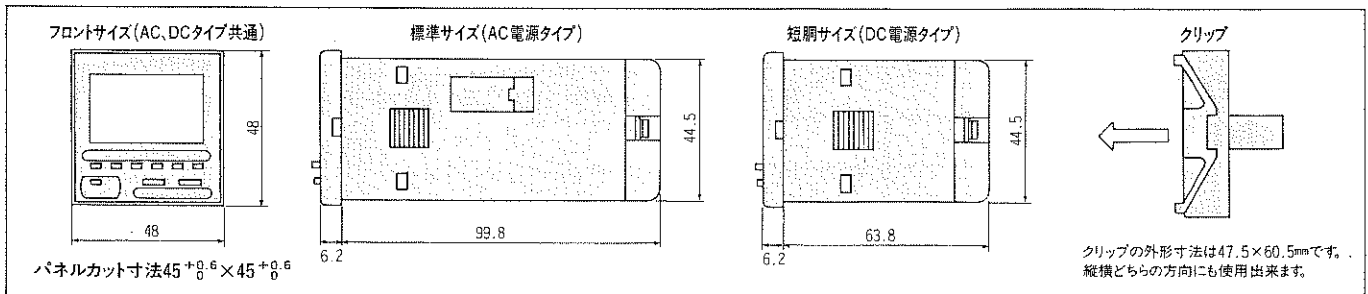 フロントサイズ(AC、DCタイプ共通)
48
48
パネルカット寸法45 +0.6 0 ×45 +0.6 0
標準サイズ(AC電源タイプ)
44.5
99.8
6.2
短胴サイズ(DC電源タイプ)
44.5
63.8
6.2
クリップ
クリップの外形寸法は47.5×60.5mmです。
縦横どちらの方向にも使用出来ます。